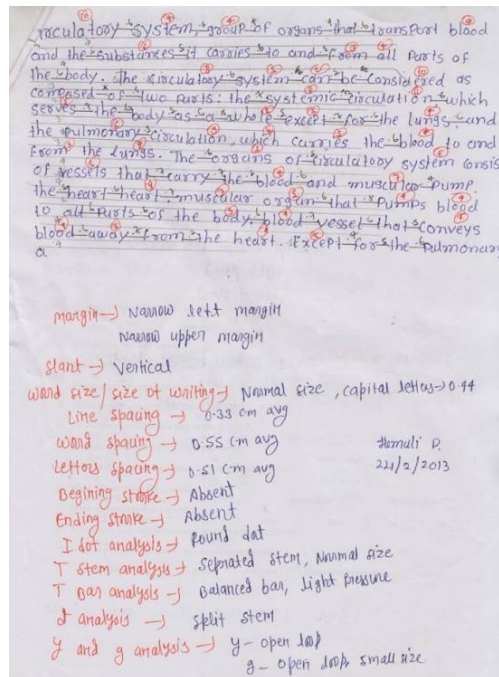 irculatory system, group of organs that transport blood
and the substances it carries to and from all parts of
the body. The circulatory system can be considered as
composed of two parts: the systemic circulation which
serves the body as a whole except for the lungs, and
the pulmonary circulation, which carries the blood to and
from the lungs. The organs of circulatory system consis
of vessels that carry the blood and muscular pump.
the heart heart, muscular organ that pumps blood
to all parts of the body. blood vesset that conveys
blood away from the heart. Except for the pulmonary
a
margin → Narrow left margin
Narrow upper margin
slant → Vertical
word size/size of writing → Normal size, capital letters → 0.44
Line spacing → 0.33 cm avg
word spacing → 0.55 cm avg
Hemali P.
Letters spacing → 0.51 cm avg
24/2/2013
Begining stroke → Absent
Ending stroke → Absent
I dot analysis → Round dot
T stem analysis → Seprated stem, Normal size
T Bar analysis → Balanced bar, light pressure
d analysis → split stem
y and g analysis → y - open loop
g - open loop small size